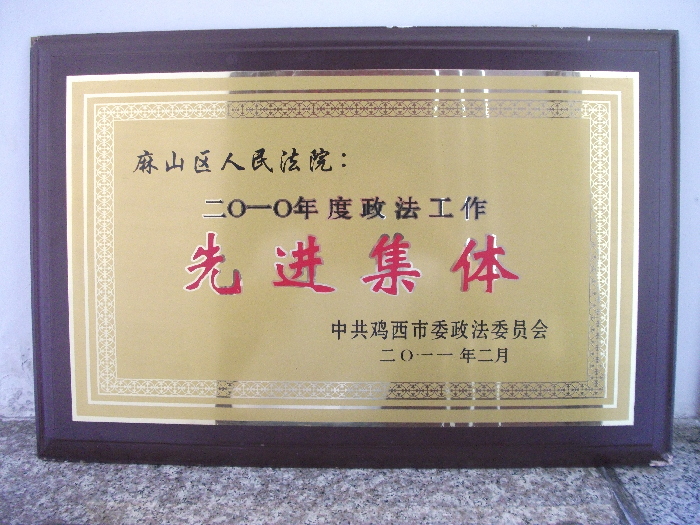 麻山区人民法院：
二〇一〇年度政法工作
先进集体
中共鸡西市委政法委员会
二〇一一年二月